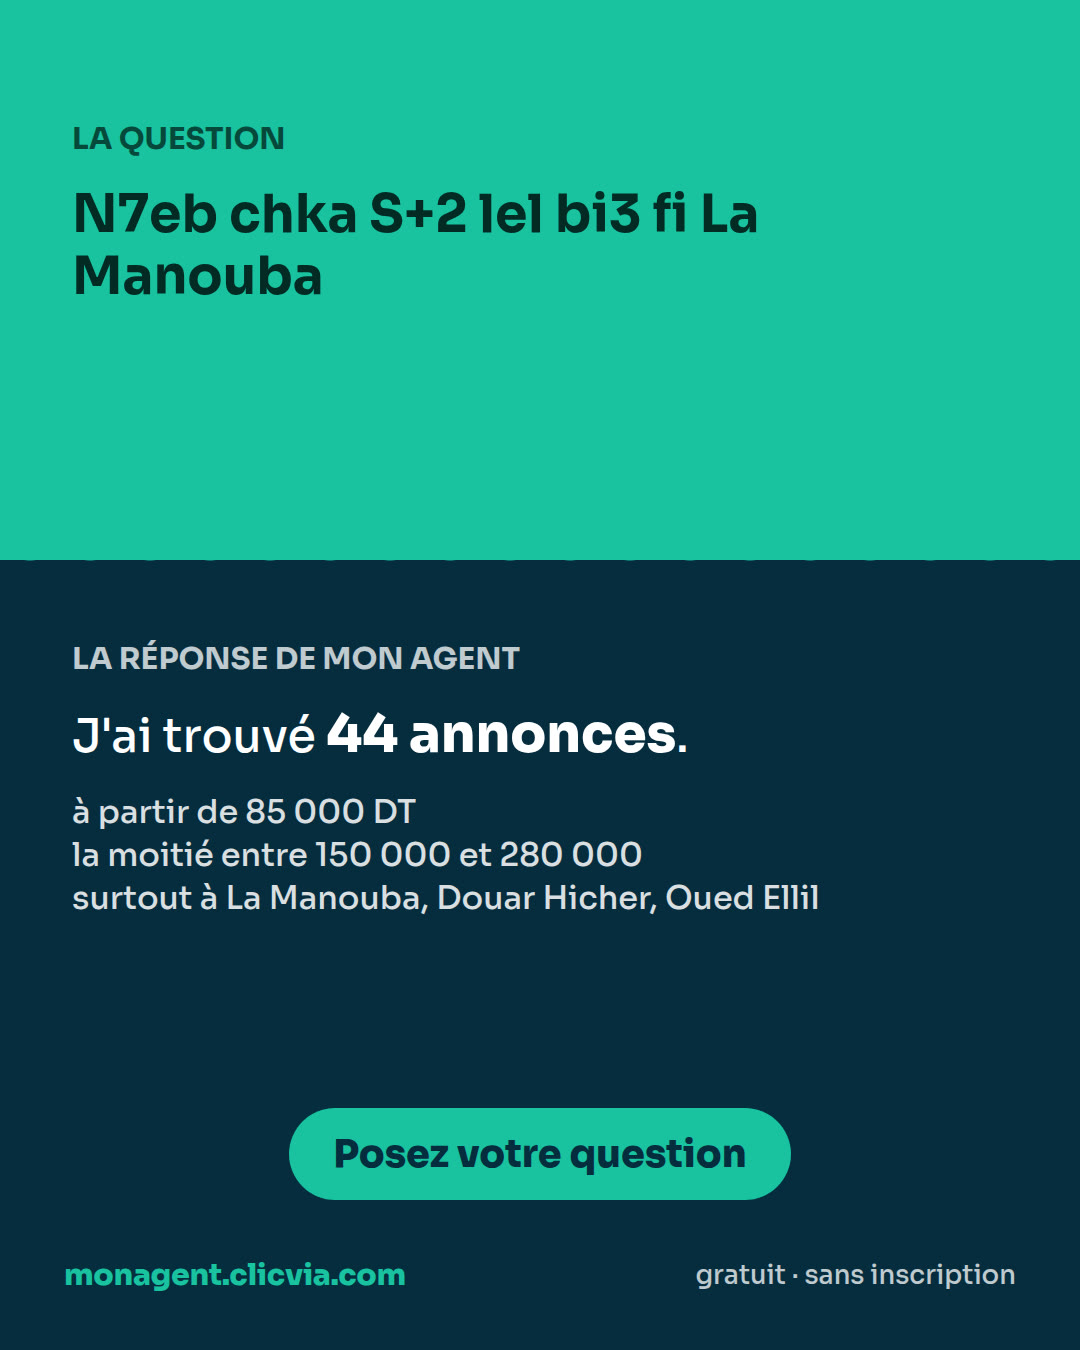 LA QUESTION
N7eb chka S+2 lel bi3 fi La
Manouba
LA RÉPONSE DE MON AGENT
J'ai trouvé 44 annonces.
à partir de 85 000 DT
la moitié entre 150 000 et 280 000
surtout à La Manouba, Douar Hicher, Oued Ellil
Posez votre question
monagent.clicvia.com
gratuit · sans inscription